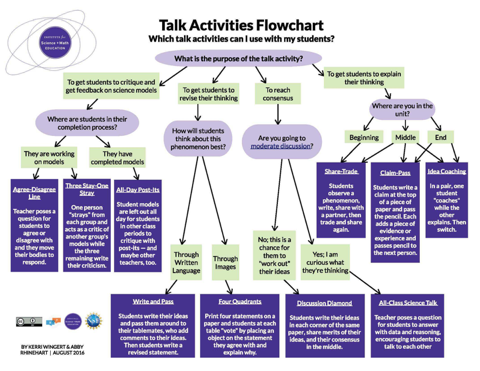 Talk Activities Flowchart
Which talk activities can I use with my students?
INSTITUTE for
Science + Math
EDUCATION
What is the purpose of the talk activity?
To get students to critique and
get feedback on science models
To get students to
revise their thinking
To reach
consensus
To get students to explain
their thinking
Where are students in their
completion process?
How will students
think about this
phenomenon best?
Are you going to
moderate discussion?
Where are you in the
unit?
Beginning
Middle
End
They are working
on models
They have
completed models
Agree-Disagree
Line
Teacher poses a
question for
students to
agree or
disagree with
and they move
their bodies to
respond.
Three Stay-One
Stray
One person
"strays" from
each group and
acts as a critic of
another group's
models while the
three remaining
write their
criticism.
All-Day Post-Its
Student models
are left out all
day for students
in other class
periods to
critique with
post-its — and
maybe other
teachers, too.
Share-Trade
Students
observe a
phenomenon,
write, share with
a partner, then
trade and share
again.
Claim-Pass
Students write a
claim at the top
of a piece of
paper and pass
the pencil. Each
adds a piece of
evidence or
experience and
passes pencil to
the next person.
Idea Coaching
In a pair, one
student
"coaches"
while the
other
explains. Then
switch.
Through
Written
Language
Through
Images
No; this is a
chance for
them to
"work out"
their ideas
Yes; I am
curious what
they're thinking
Write and Pass
Students write their ideas
and pass them around to
their tablemates, who add
comments to their ideas.
Then students write a
revised statement.
Four Quadrants
Print four statements on a
paper and students at each
table "vote" by placing an
object on the statement
they agree with and
explain why.
Discussion Diamond
Students write their ideas
in each corner of the same
paper, share merits of their
ideas, and their consensus
in the middle.
All-Class Science Talk
Teacher poses a question
for students to answer
with data and reasoning,
encouraging students to
talk to each other
BY KERRI WINGERT & ABBY
RHINEHART | AUGUST 2016